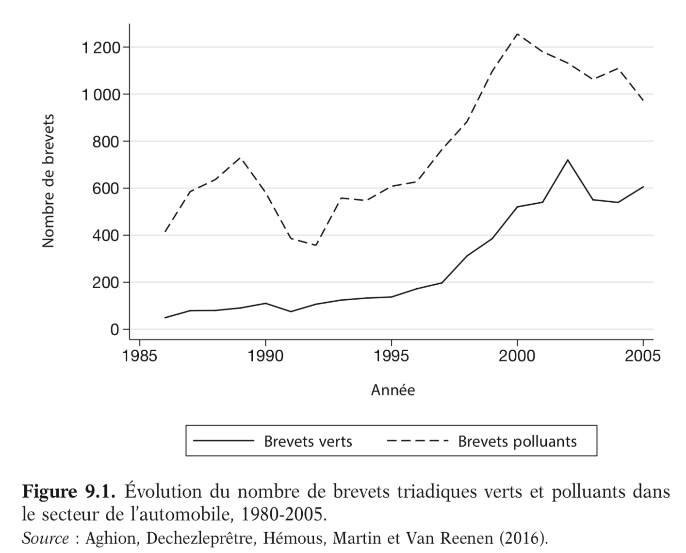 1 200
1 000
800
600
400
200
0
Nombre de brevets
1985 1990 1995 2000 2005
Année
Brevets verts Brevets polluants
Figure 9.1. Évolution du nombre de brevets triadiques verts et polluants dans
le secteur de l'automobile, 1980-2005.
Source : Aghion, Dechezleprêtre, Hémous, Martin et Van Reenen (2016).